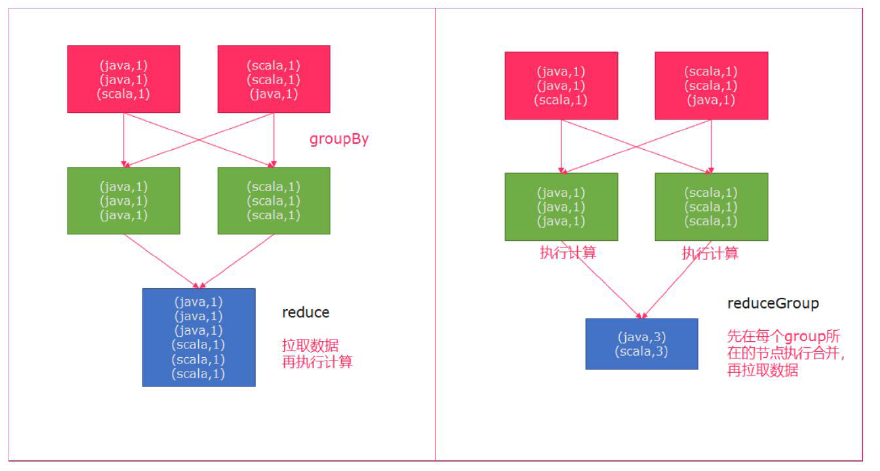 (java,1)
(java,1)
(scala,1)
(scala,1)
(scala,1)
(java,1)
groupBy
(java,1)
(java,1)
(java,1)
(scala,1)
(scala,1)
(scala,1)
(java,1)
(java,1)
(java,1)
(scala,1)
(scala,1)
(scala,1)
reduce
拉取数据
再执行计算
(java,1)
(java,1)
(scala,1)
(scala,1)
(scala,1)
(java,1)
(java,1)
(java,1)
(java,1)
(scala,1)
(scala,1)
(scala,1)
执行计算
执行计算
(java,3)
(scala,3)
reduceGroup
先在每个group所
在的节点执行合并,
再拉取数据